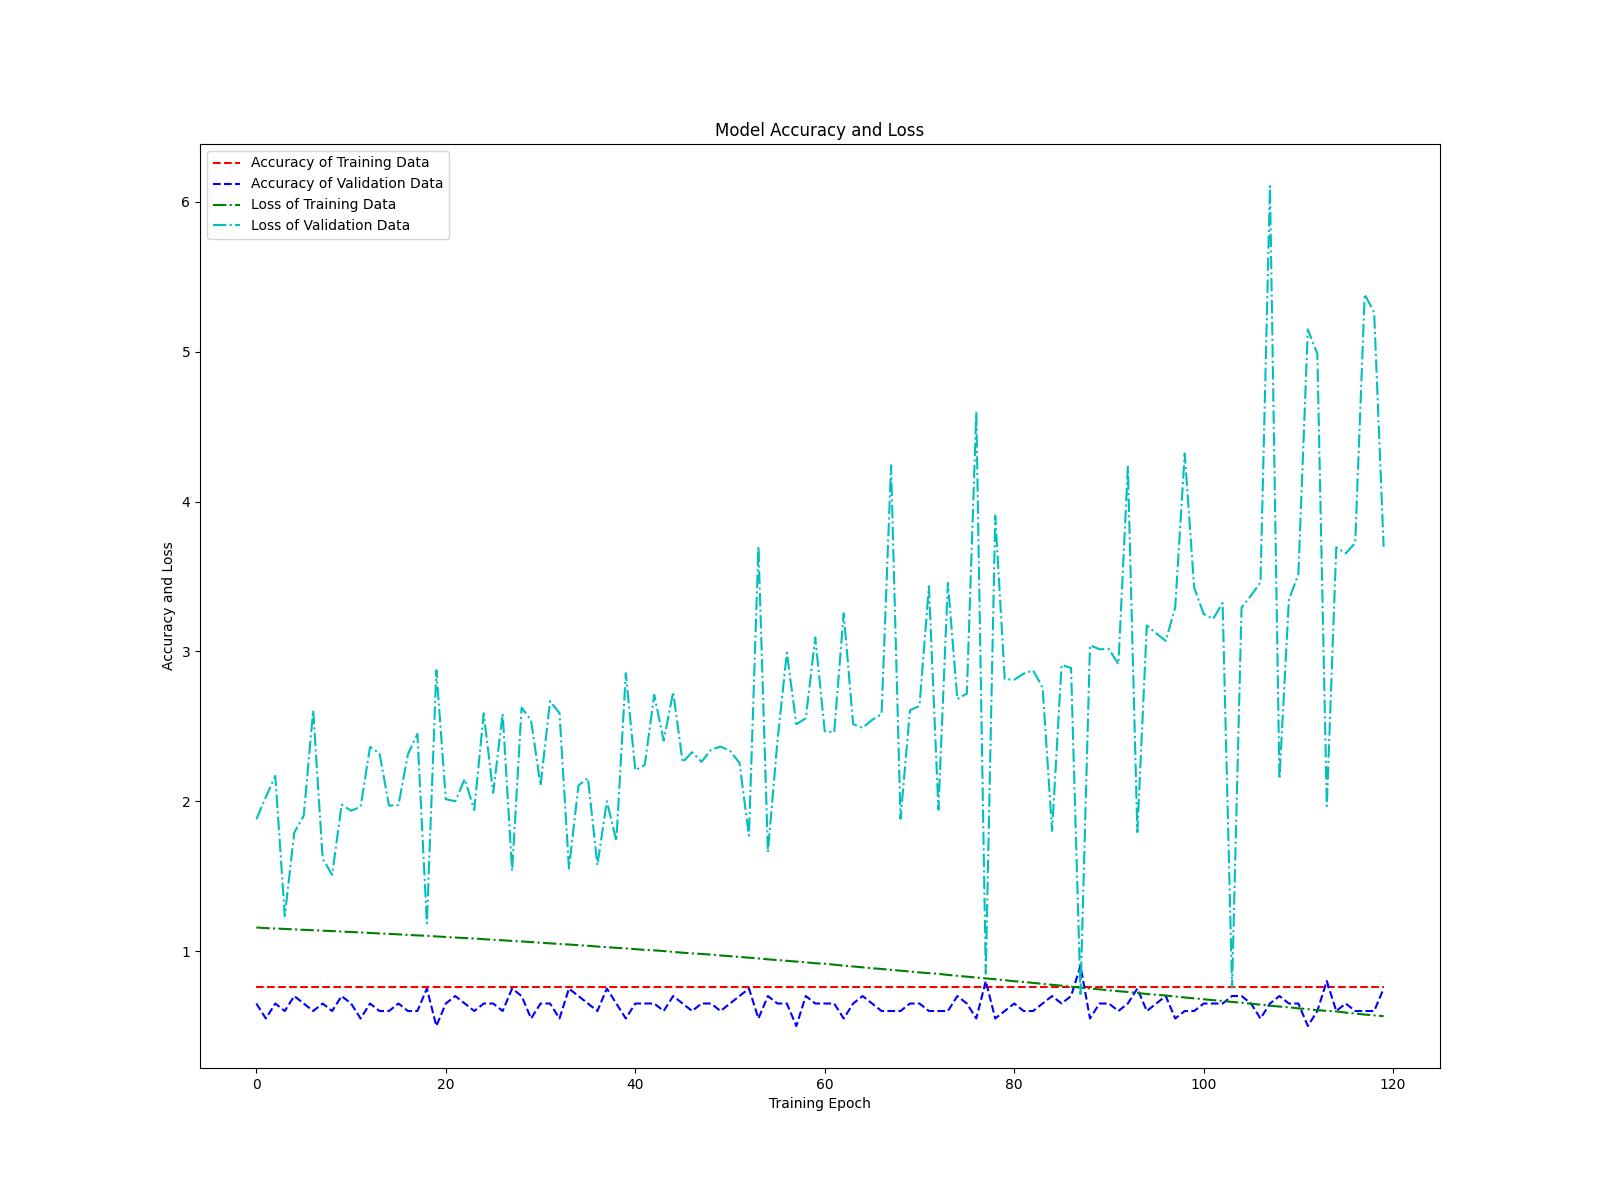 Model Accuracy and Loss
Accuracy of Training Data
Accuracy of Validation Data
Loss of Training Data
Loss of Validation Data
6
5
4
3
2
1
Accuracy and Loss
0 20 40 60 80 100 120
Training Epoch